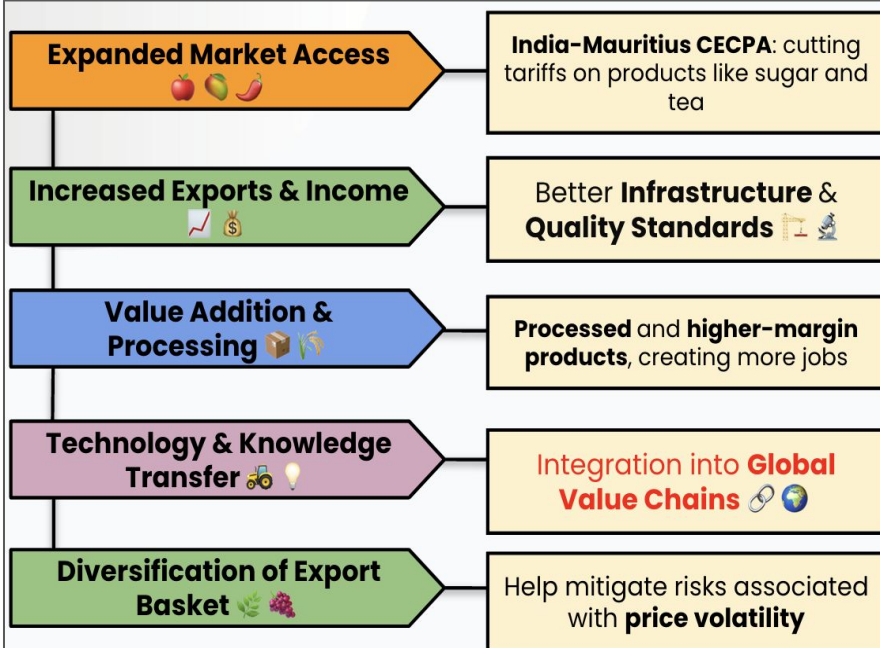 Expanded Market Access
🍎 🥭 🌶️
India-Mauritius CECPA: cutting
tariffs on products like sugar and
tea
Increased Exports & Income
📈 💰
Better Infrastructure &
Quality Standards 🏗️ 🔬
Value Addition &
Processing 📦 🌾
Processed and higher-margin
products, creating more jobs
Technology & Knowledge
Transfer 🚜 💡
Integration into Global
Value Chains 🔗 🌍
Diversification of Export
Basket 🌿 🍇
Help mitigate risks associated
with price volatility